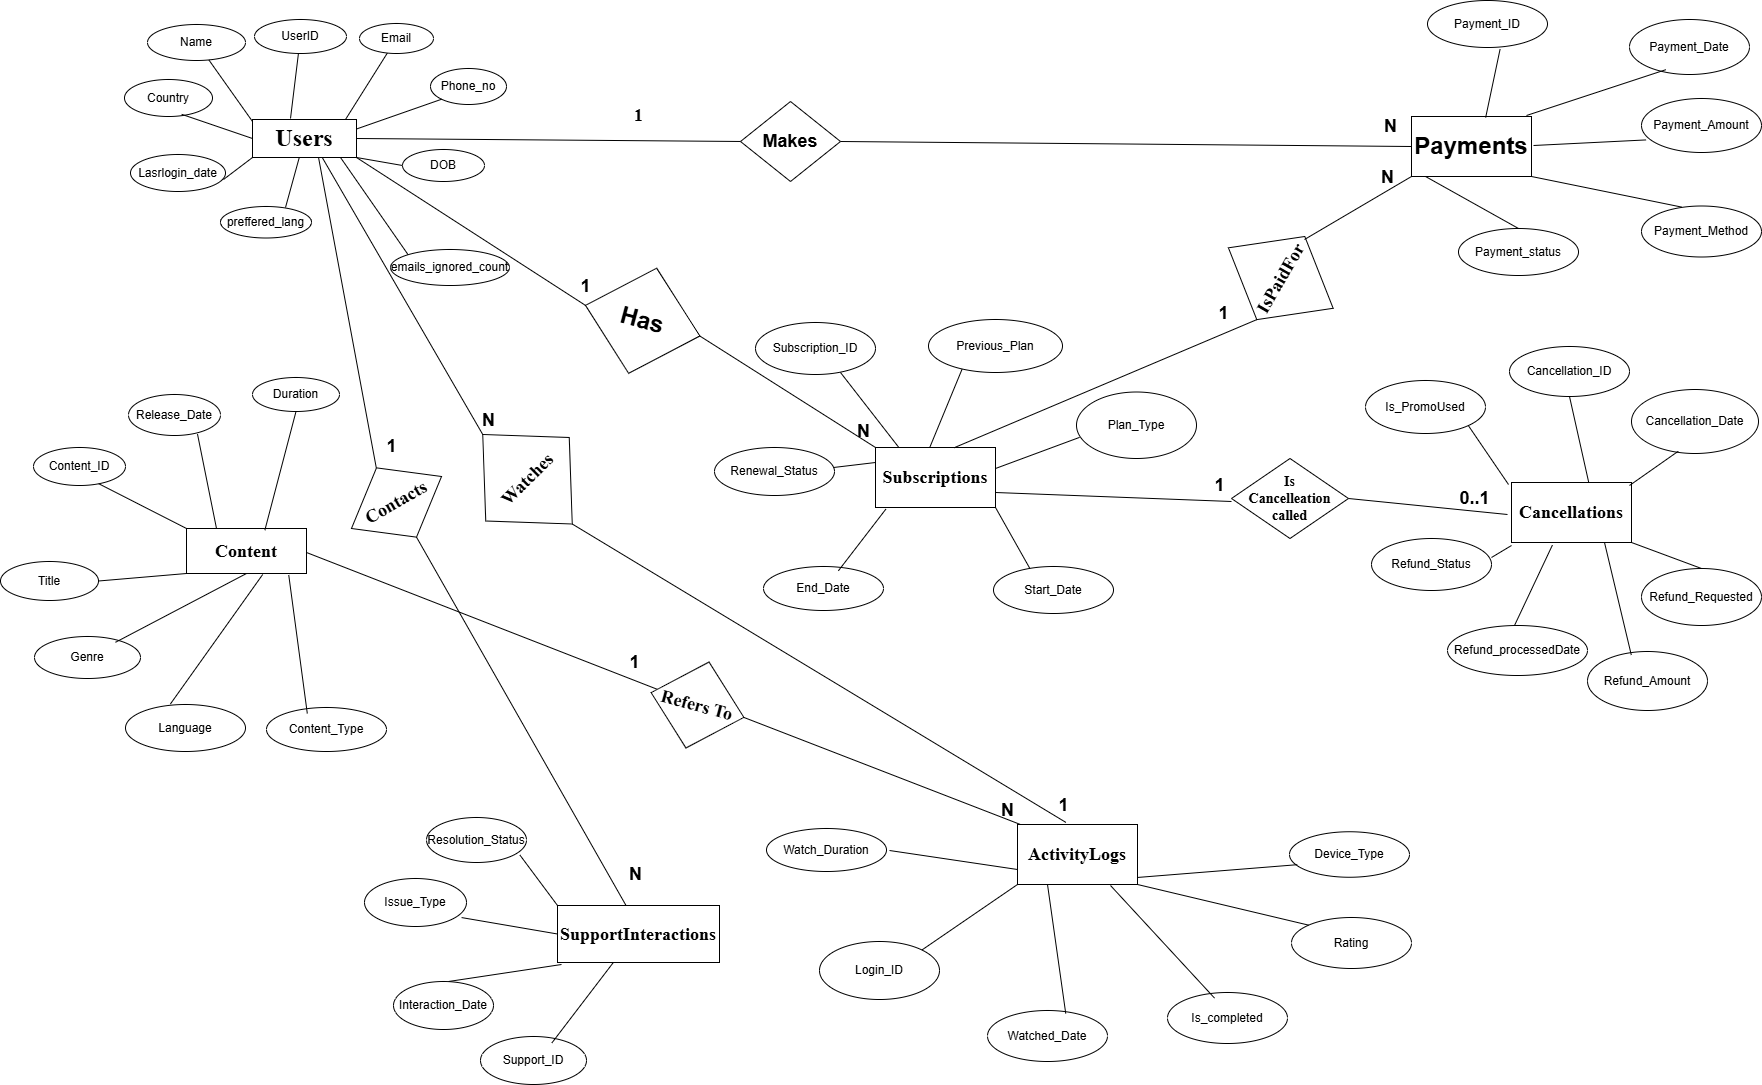 Payment_ID
Name
UserID
Email
Payment_Date
Phone_no
Country
1
N
Payment_Amount
Users
Makes
Payments
Lasrlogin_date
DOB
N
preffered_lang
Payment_status
Payment_Method
emails_ignored_count
IsPaidFor
1
Has
1
Subscription_ID
Previous_Plan
Cancellation_ID
Duration
Release_Date
Is_PromoUsed
N
Plan_Type
Cancellation_Date
N
1
Content_ID
Renewal_Status
Watches
Subscriptions
1
Is
Cancelleation
called
0..1
Contacts
Cancellations
Content
Refund_Status
Title
End_Date
Start_Date
Refund_Requested
Genre
1
Refund_processedDate
Refund_Amount
Refers To
Language
Content_Type
N
1
Resolution_Status
Watch_Duration
ActivityLogs
Device_Type
N
Issue_Type
SupportInteractions
Rating
Login_ID
Interaction_Date
Is_completed
Watched_Date
Support_ID